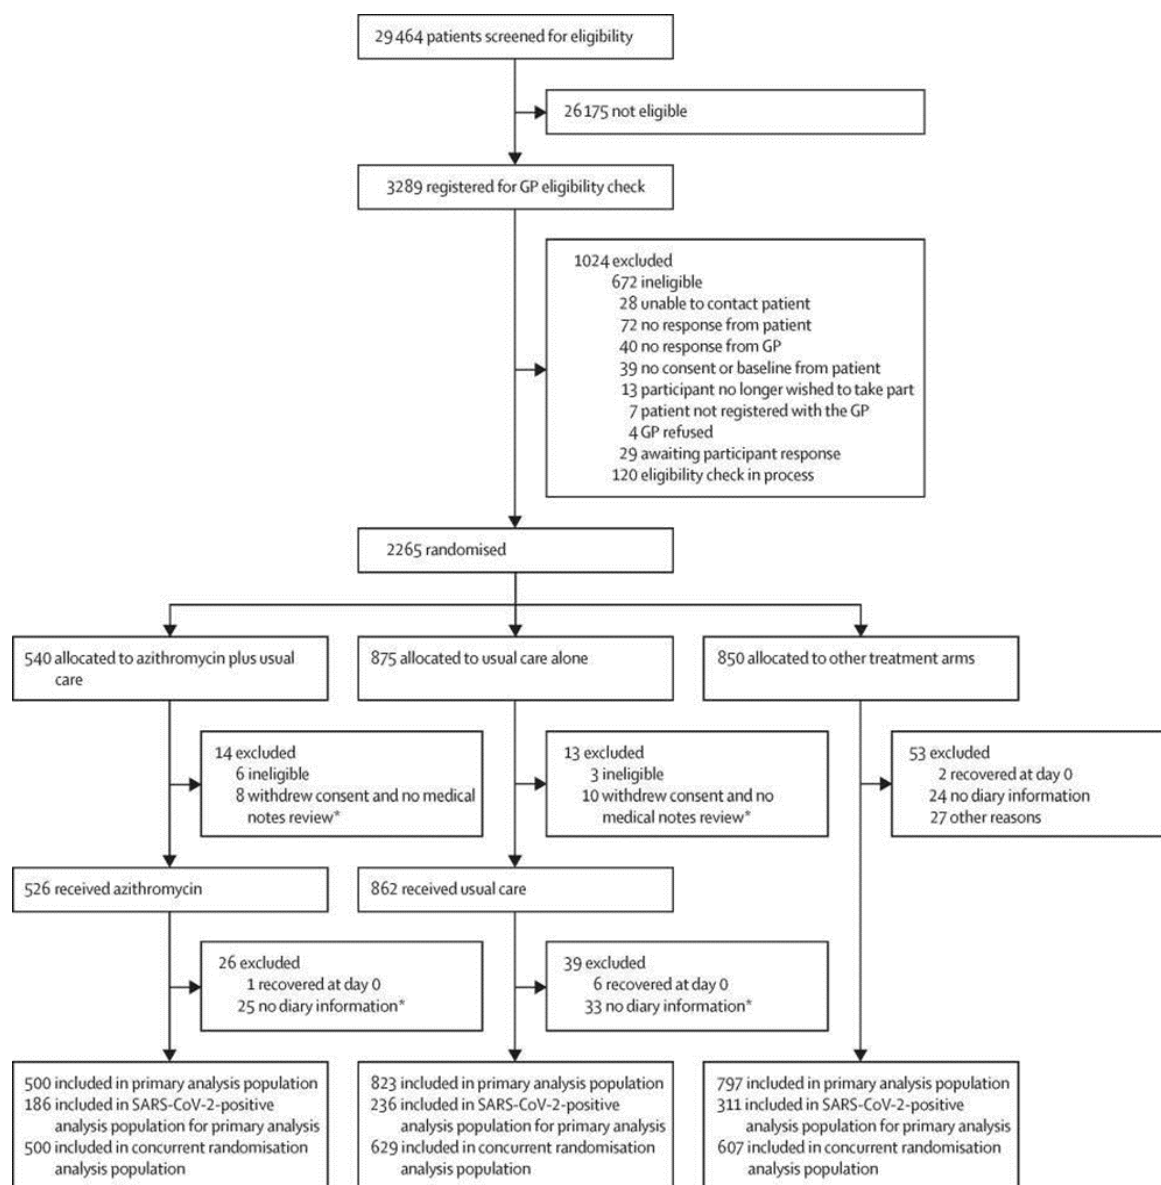 29464 patients screened for eligibility
26175 not eligible
3289 registered for GP eligibility check
1024 excluded
672 ineligible
28 unable to contact patient
72 no response from patient
40 no response from GP
39 no consent or baseline from patient
13 participant no longer wished to take part
7 patient not registered with the GP
4 GP refused
29 awaiting participant response
120 eligibility check in process
2265 randomised
540 allocated to azithromycin plus usual
care
875 allocated to usual care alone
850 allocated to other treatment arms
14 excluded
6 ineligible
8 withdrew consent and no medical
notes review*
13 excluded
3 ineligible
10 withdrew consent and no
medical notes review*
53 excluded
2 recovered at day 0
24 no diary information
27 other reasons
526 received azithromycin
862 received usual care
26 excluded
1 recovered at day 0
25 no diary information*
39 excluded
6 recovered at day 0
33 no diary information*
500 included in primary analysis population
186 included in SARS-CoV-2-positive
analysis population for primary analysis
500 included in concurrent randomisation
analysis population
823 included in primary analysis population
236 included in SARS-CoV-2-positive
analysis population for primary analysis
629 included in concurrent randomisation
analysis population
797 included in primary analysis population
311 included in SARS-CoV-2-positive
analysis population for primary analysis
607 included in concurrent randomisation
analysis population